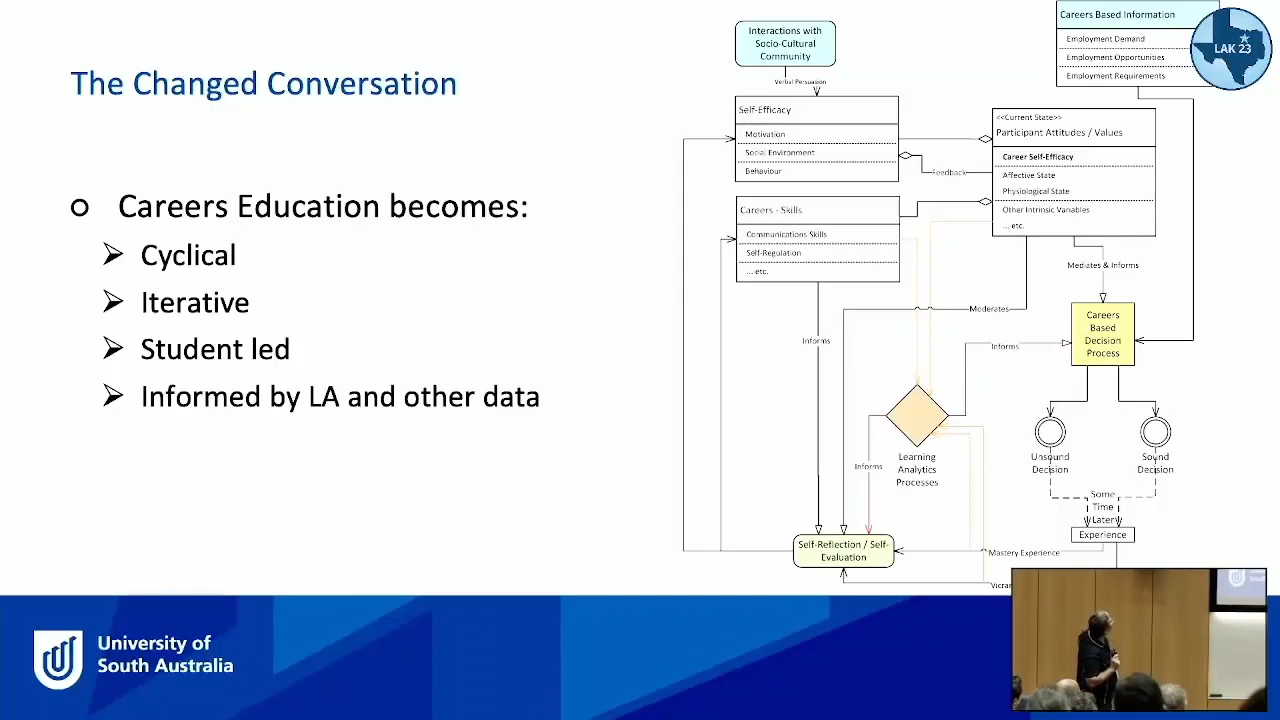 The Changed Conversation
Careers Education becomes:
Cyclical
Iterative
Student led
Informed by LA and other data
Interactions with
Socio-Cultural
Community
Verbal Persuasion
Self-Efficacy
Motivation
Social Environment
Behaviour
Careers - Skills
Communications Skills
Self-Regulation
... etc.
Careers Based Information
Employment Demand
Employment Opportunities
Employment Requirements
LAK 23
<<Current State>>
Participant Attitudes / Values
Career Self-Efficacy
Affective State
Physiological State
Other Intrinsic Variables
... etc.
Feedback
Mediates & Informs
Moderates
Informs
Informs
Careers
Based
Decision
Process
Learning
Analytics
Processes
Informs
Unsound
Decision
Sound
Decision
Some
Time
Later
Experience
Self-Reflection / Self-
Evaluation
Mastery Experience
Vicran
University of
South Australia